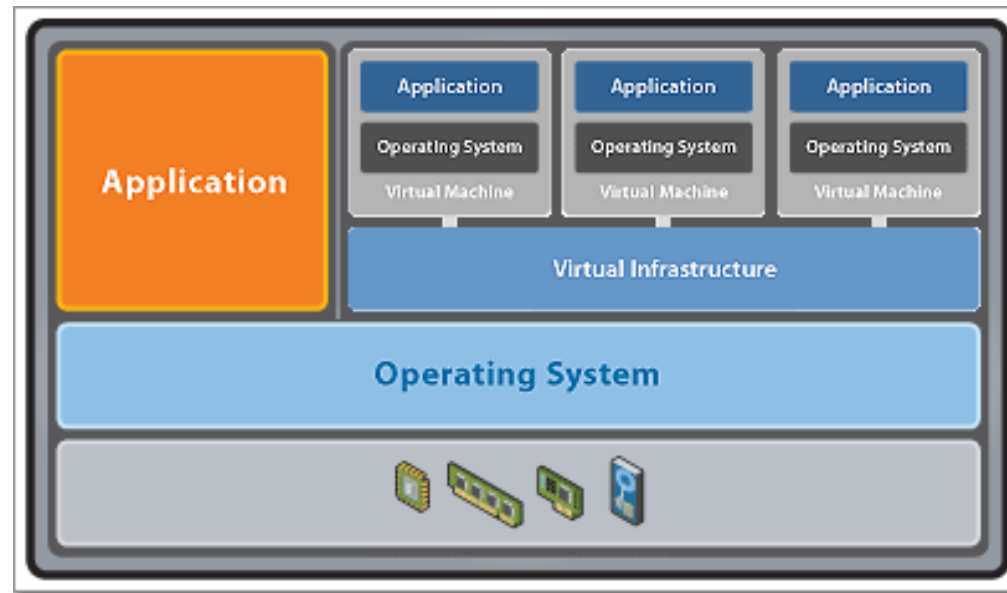 Application
Application
Operating System
Virtual Machine
Application
Operating System
Virtual Machine
Application
Operating System
Virtual Machine
Virtual Infrastructure
Operating System